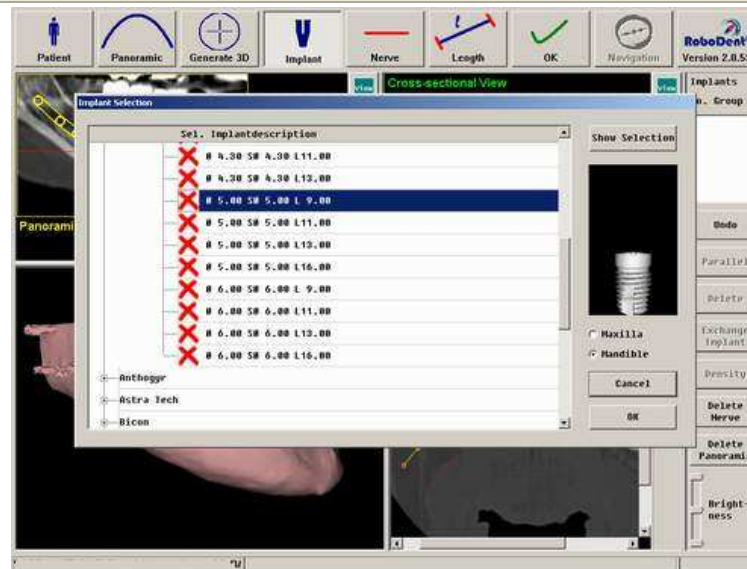 Patient
Panoramic
Generate 3D
Implant
Nerve
Length
OK
Navigation
RoboDent
Version 2.0.5
View
Cross-sectional View
View
Implants
Group
Implant Selection
Sel. Implantdescription
Ø 4.30 SØ 4.30 L11.00
Ø 4.30 SØ 4.30 L13.00
Ø 5.00 SØ 5.00 L 9.00
Ø 5.00 SØ 5.00 L11.00
Ø 5.00 SØ 5.00 L13.00
Ø 5.00 SØ 5.00 L16.00
Ø 6.00 SØ 6.00 L 9.00
Ø 6.00 SØ 6.00 L11.00
Ø 6.00 SØ 6.00 L13.00
Ø 6.00 SØ 6.00 L16.00
Anthogyr
Astra Tech
Bicon
Show Selection
Maxilla
Mandible
Cancel
OK
Panorami
Undo
Parallel
Delete
Exchange
Implant
Density
Delete
Nerve
Delete
Panorami
Bright-
ness